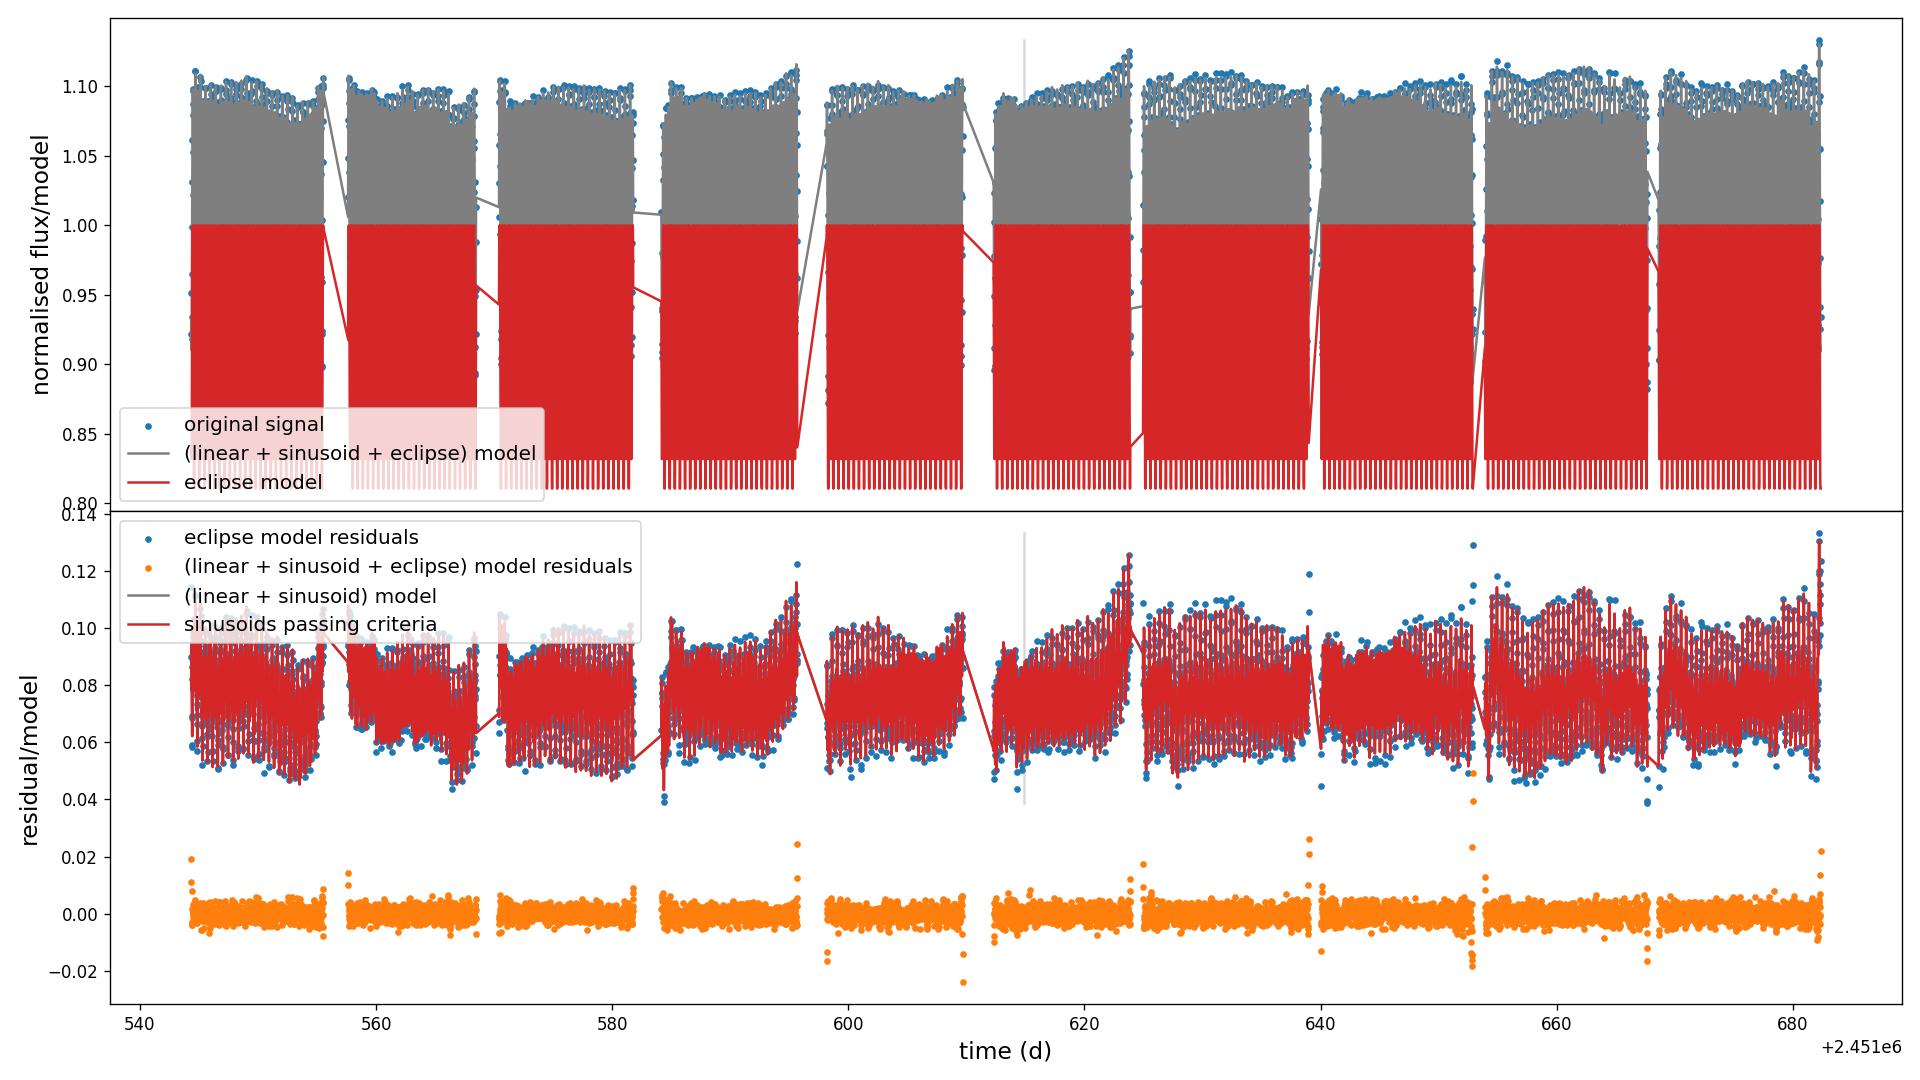 normalised flux/model
1.10
1.05
1.00
0.95
0.90
0.85
0.80
original signal
(linear + sinusoid + eclipse) model
eclipse model
residual/model
0.14
0.12
0.10
0.08
0.06
0.04
0.02
0.00
−0.02
eclipse model residuals
(linear + sinusoid + eclipse) model residuals
(linear + sinusoid) model
sinusoids passing criteria
540
560
580
600
620
640
660
680
+2.451e6
time (d)